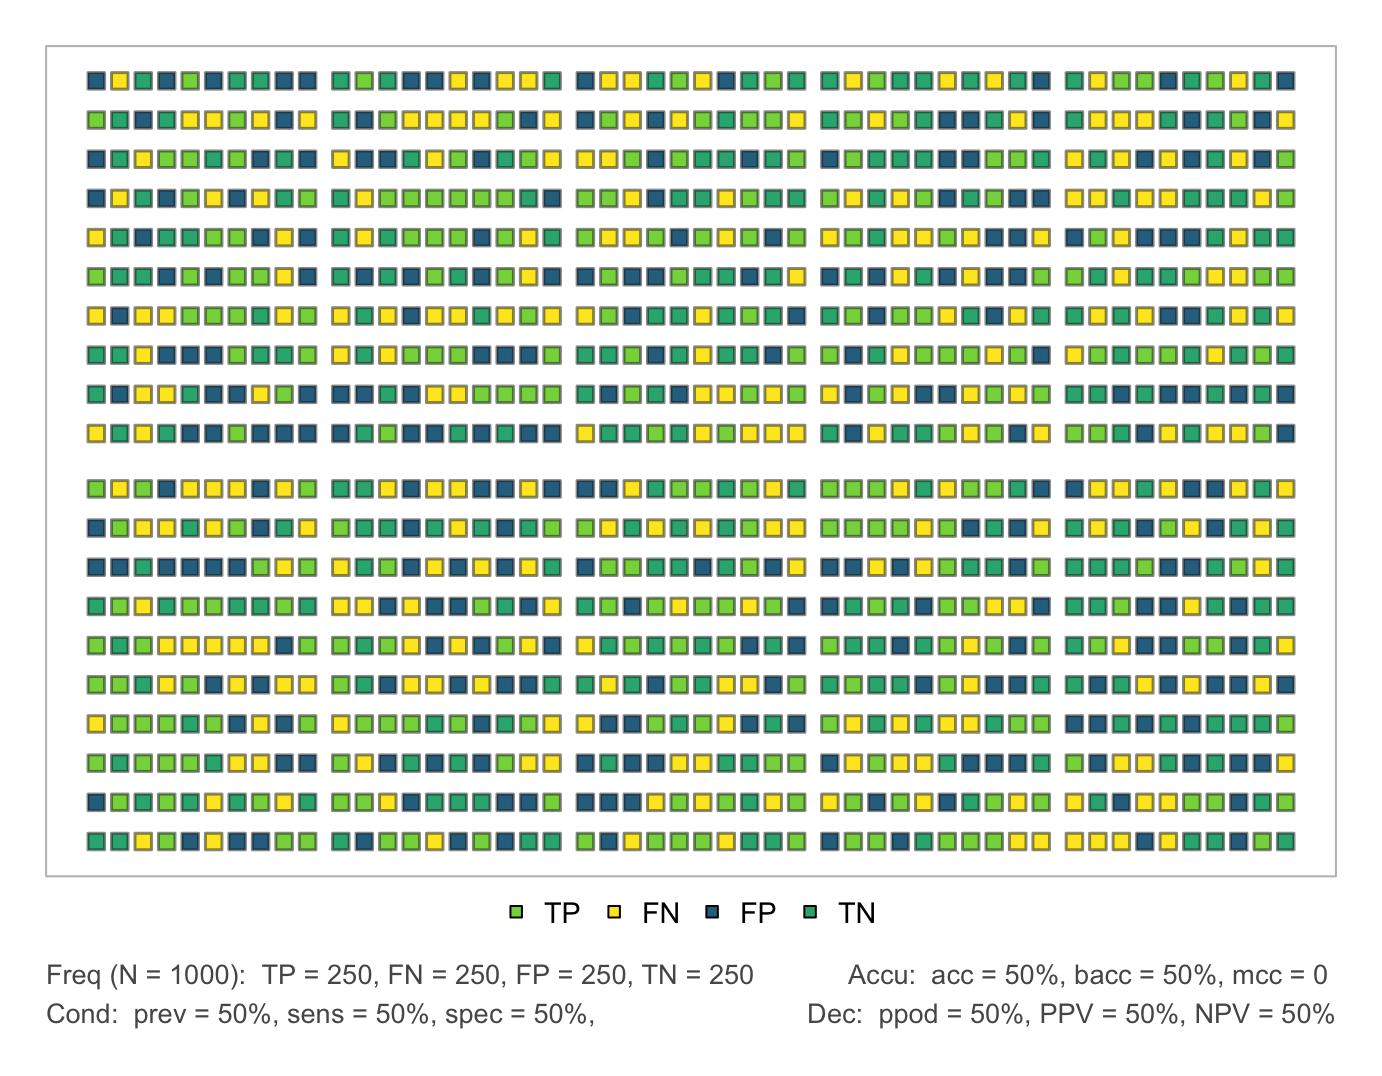 TP FN FP TN
Freq (N = 1000): TP = 250, FN = 250, FP = 250, TN = 250 Accu: acc = 50%, bacc = 50%, mcc = 0
Cond: prev = 50%, sens = 50%, spec = 50%, Dec: ppod = 50%, PPV = 50%, NPV = 50%